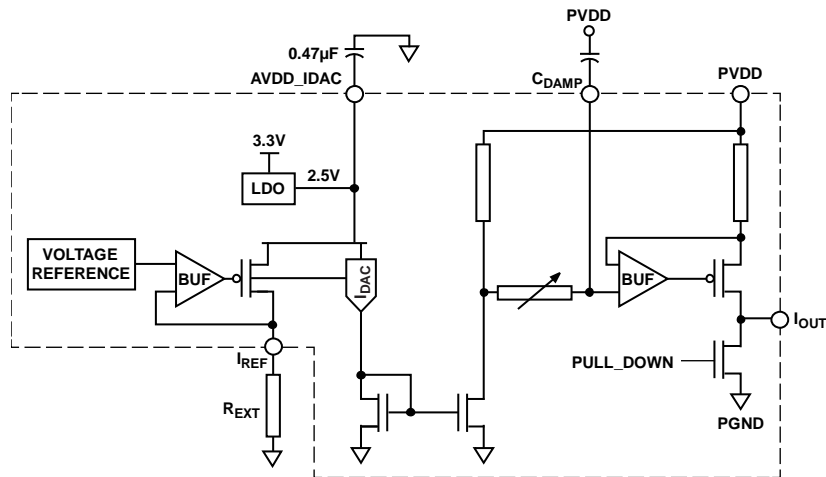 PVDD
0.47µF
AVDD_IDAC
CDAMP
PVDD
3.3V
2.5V
LDO
VOLTAGE
REFERENCE
BUF
IDAC
BUF
IOUT
IREF
PULL_DOWN
REXT
PGND